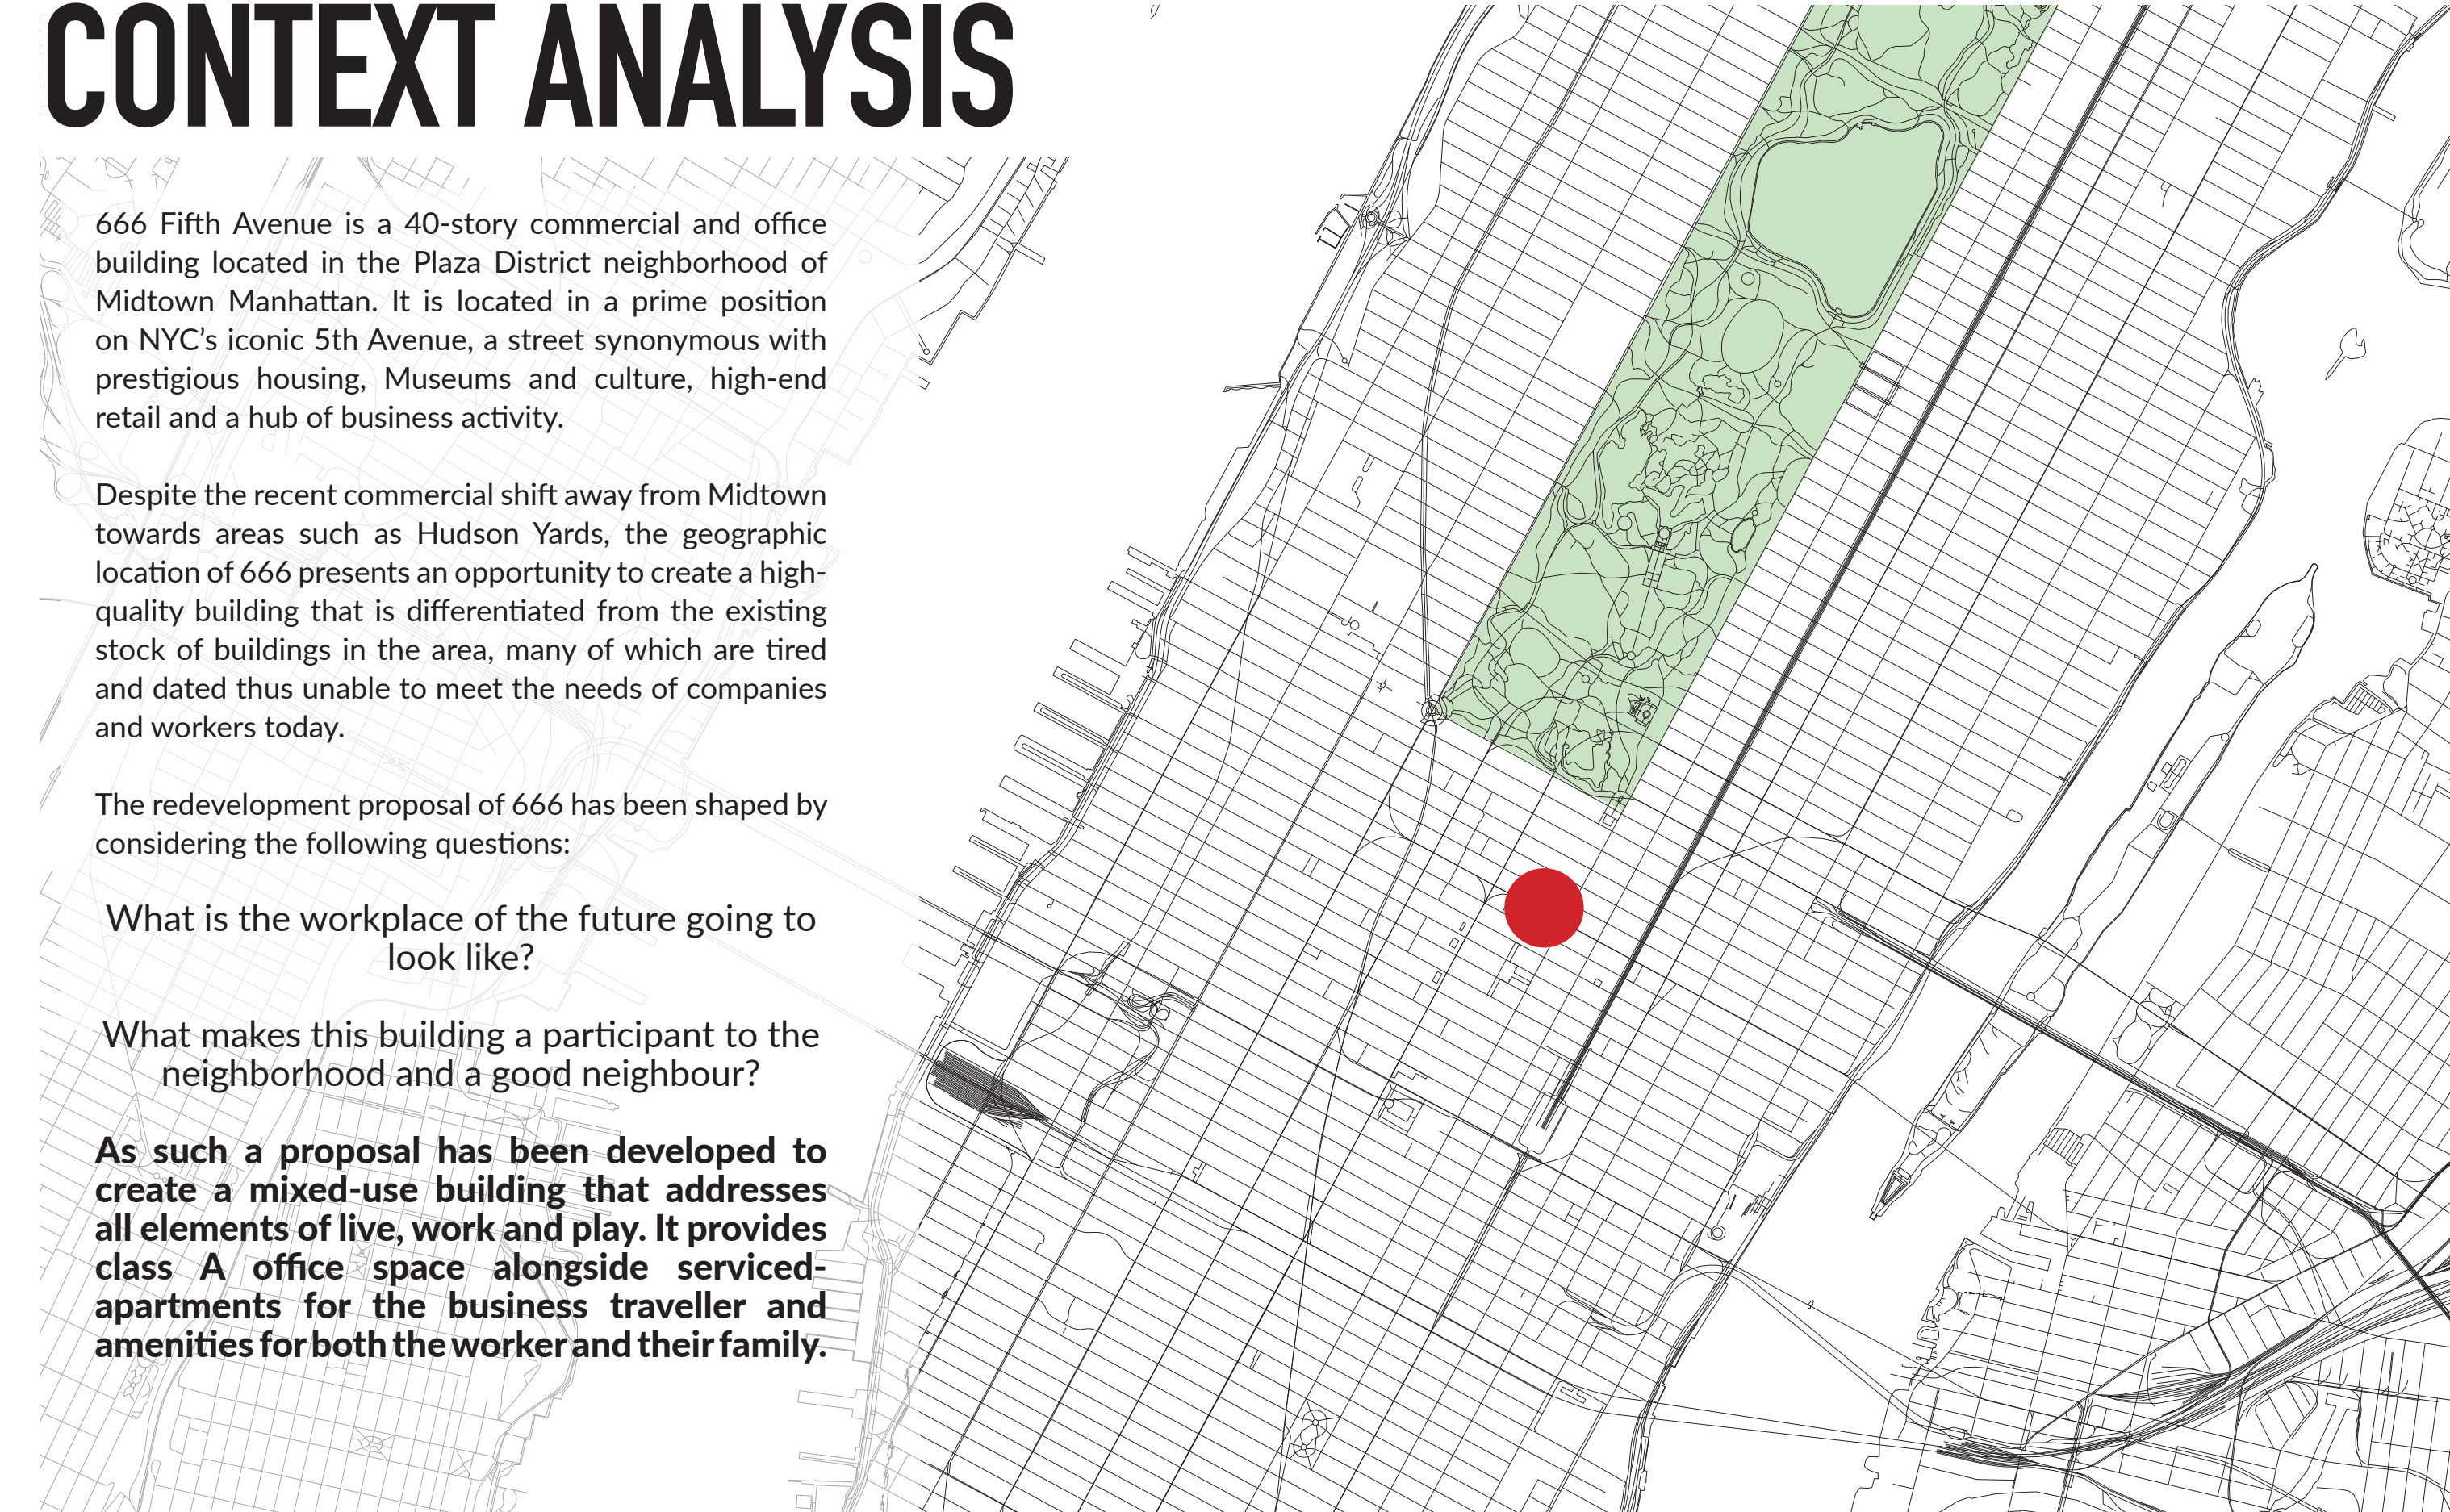 CONTEXT ANALYSIS
666 Fifth Avenue is a 40-story commercial and office
building located in the Plaza District neighborhood of
Midtown Manhattan. It is located in a prime position
on NYC’s iconic 5th Avenue, a street synonymous with
prestigious housing, Museums and culture, high-end
retail and a hub of business activity.
Despite the recent commercial shift away from Midtown
towards areas such as Hudson Yards, the geographic
location of 666 presents an opportunity to create a high-
quality building that is differentiated from the existing
stock of buildings in the area, many of which are tired
and dated thus unable to meet the needs of companies
and workers today.
The redevelopment proposal of 666 has been shaped by
considering the following questions:
What is the workplace of the future going to
look like?
What makes this building a participant to the
neighborhood and a good neighbour?
As such a proposal has been developed to
create a mixed-use building that addresses
all elements of live, work and play. It provides
class A office space alongside serviced-
apartments for the business traveller and
amenities for both the worker and their family.